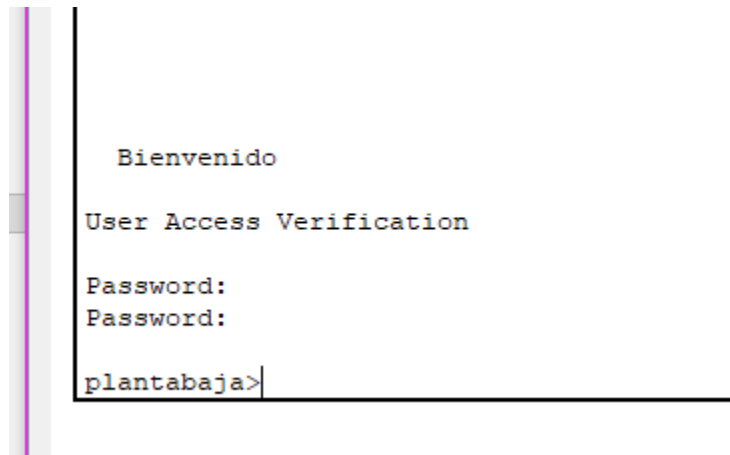 Bienvenido
User Access Verification
Password:
Password:
plantabaja>